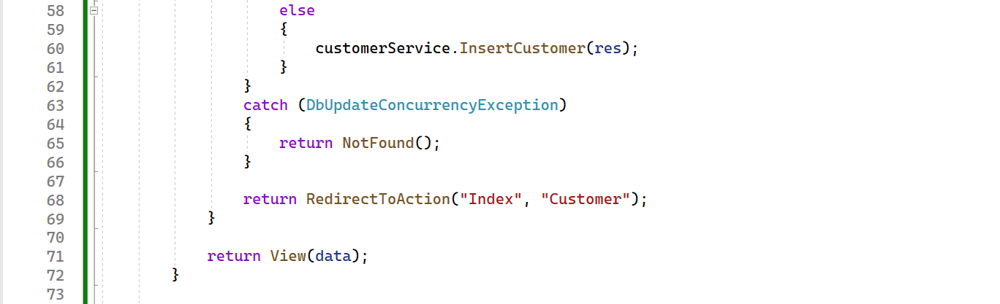 58 else
59 {
60 customerService.InsertCustomer(res);
61 }
62 }
63 catch (DbUpdateConcurrencyException)
64 {
65 return NotFound();
66 }
67
68 return RedirectToAction("Index", "Customer");
69 }
70
71 return View(data);
72 }
73